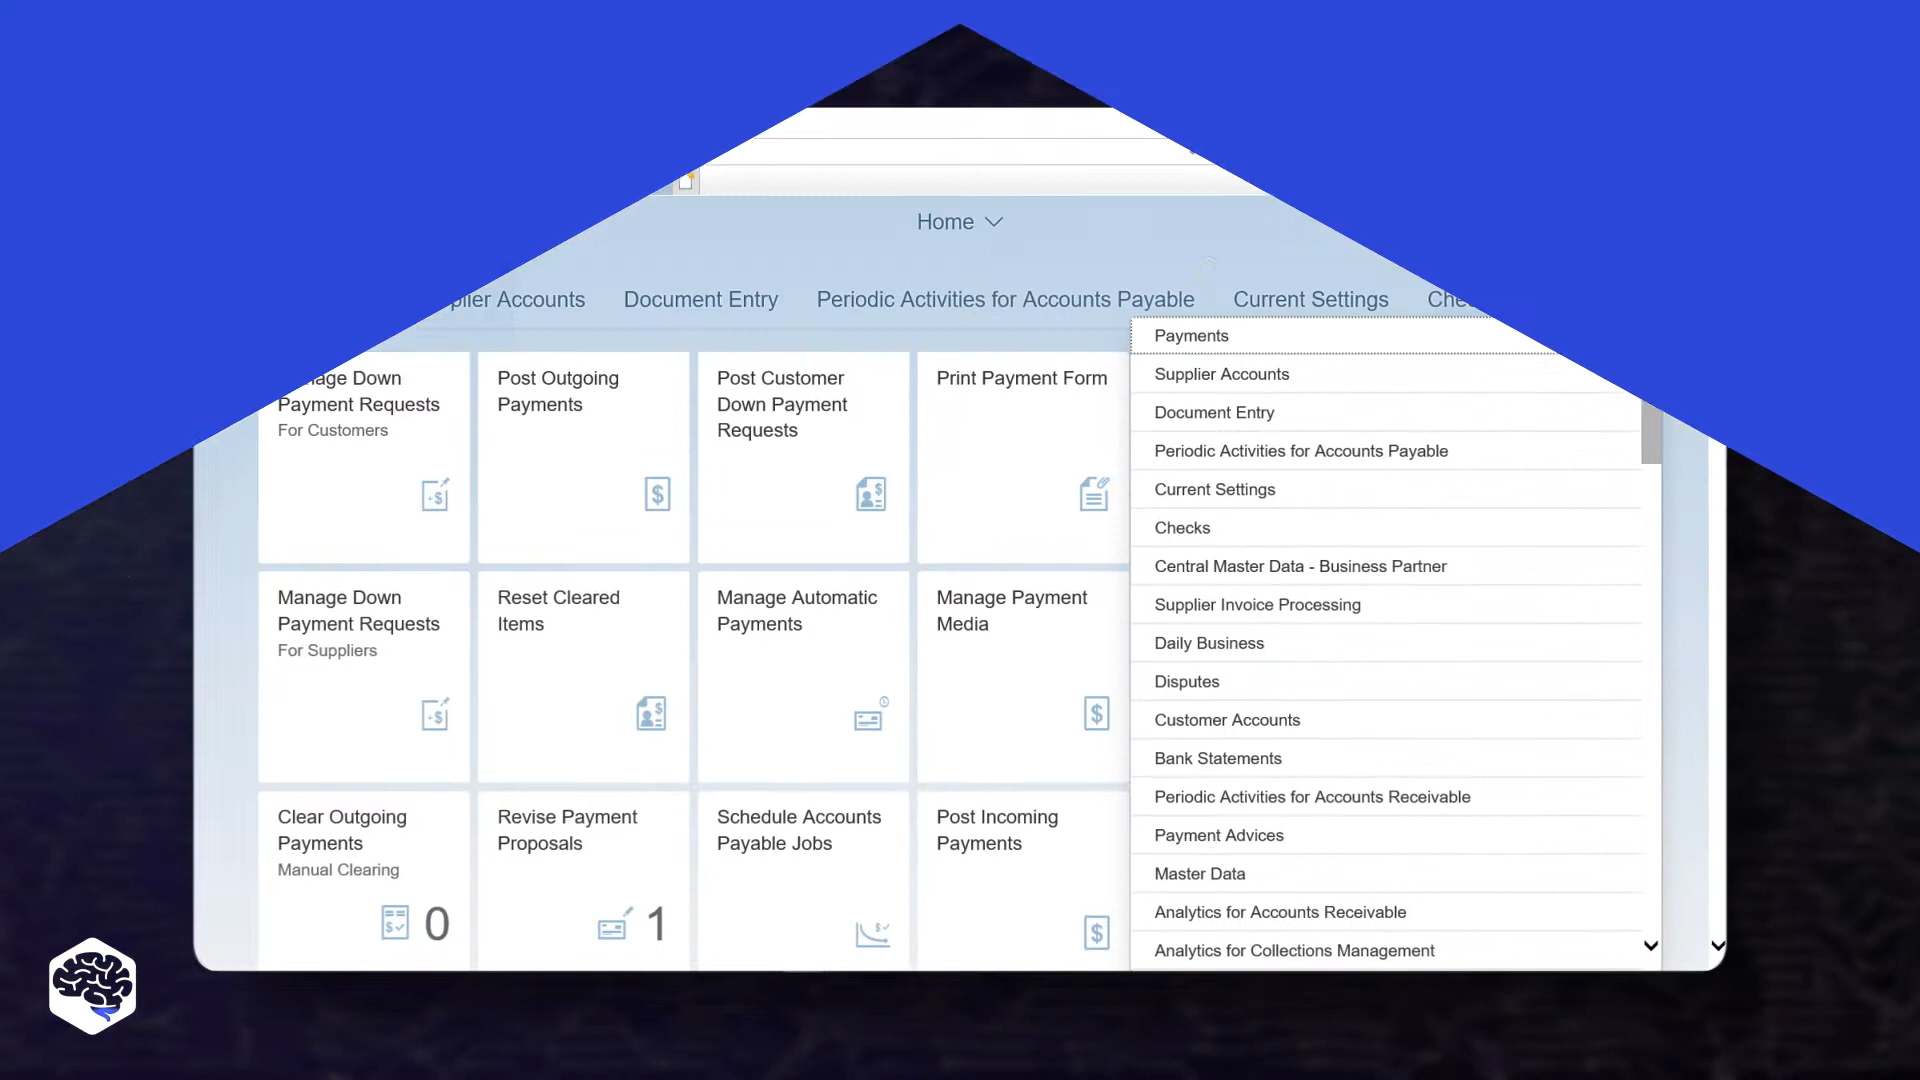 Home
Accounts
Document Entry
Periodic Activities for Accounts Payable
Current Settings
Down
Payment Requests
For Customers
Post Outgoing
Payments
Post Customer
Down Payment
Requests
Print Payment Form
Manage Down
Payment Requests
For Suppliers
Reset Cleared
Items
Manage Automatic
Payments
Manage Payment
Media
Clear Outgoing
Payments
Manual Clearing
0
Revise Payment
Proposals
1
Schedule Accounts
Payable Jobs
Post Incoming
Payments
Payments
Supplier Accounts
Document Entry
Periodic Activities for Accounts Payable
Current Settings
Checks
Central Master Data - Business Partner
Supplier Invoice Processing
Daily Business
Disputes
Customer Accounts
Bank Statements
Periodic Activities for Accounts Receivable
Payment Advices
Master Data
Analytics for Accounts Receivable
Analytics for Collections Management